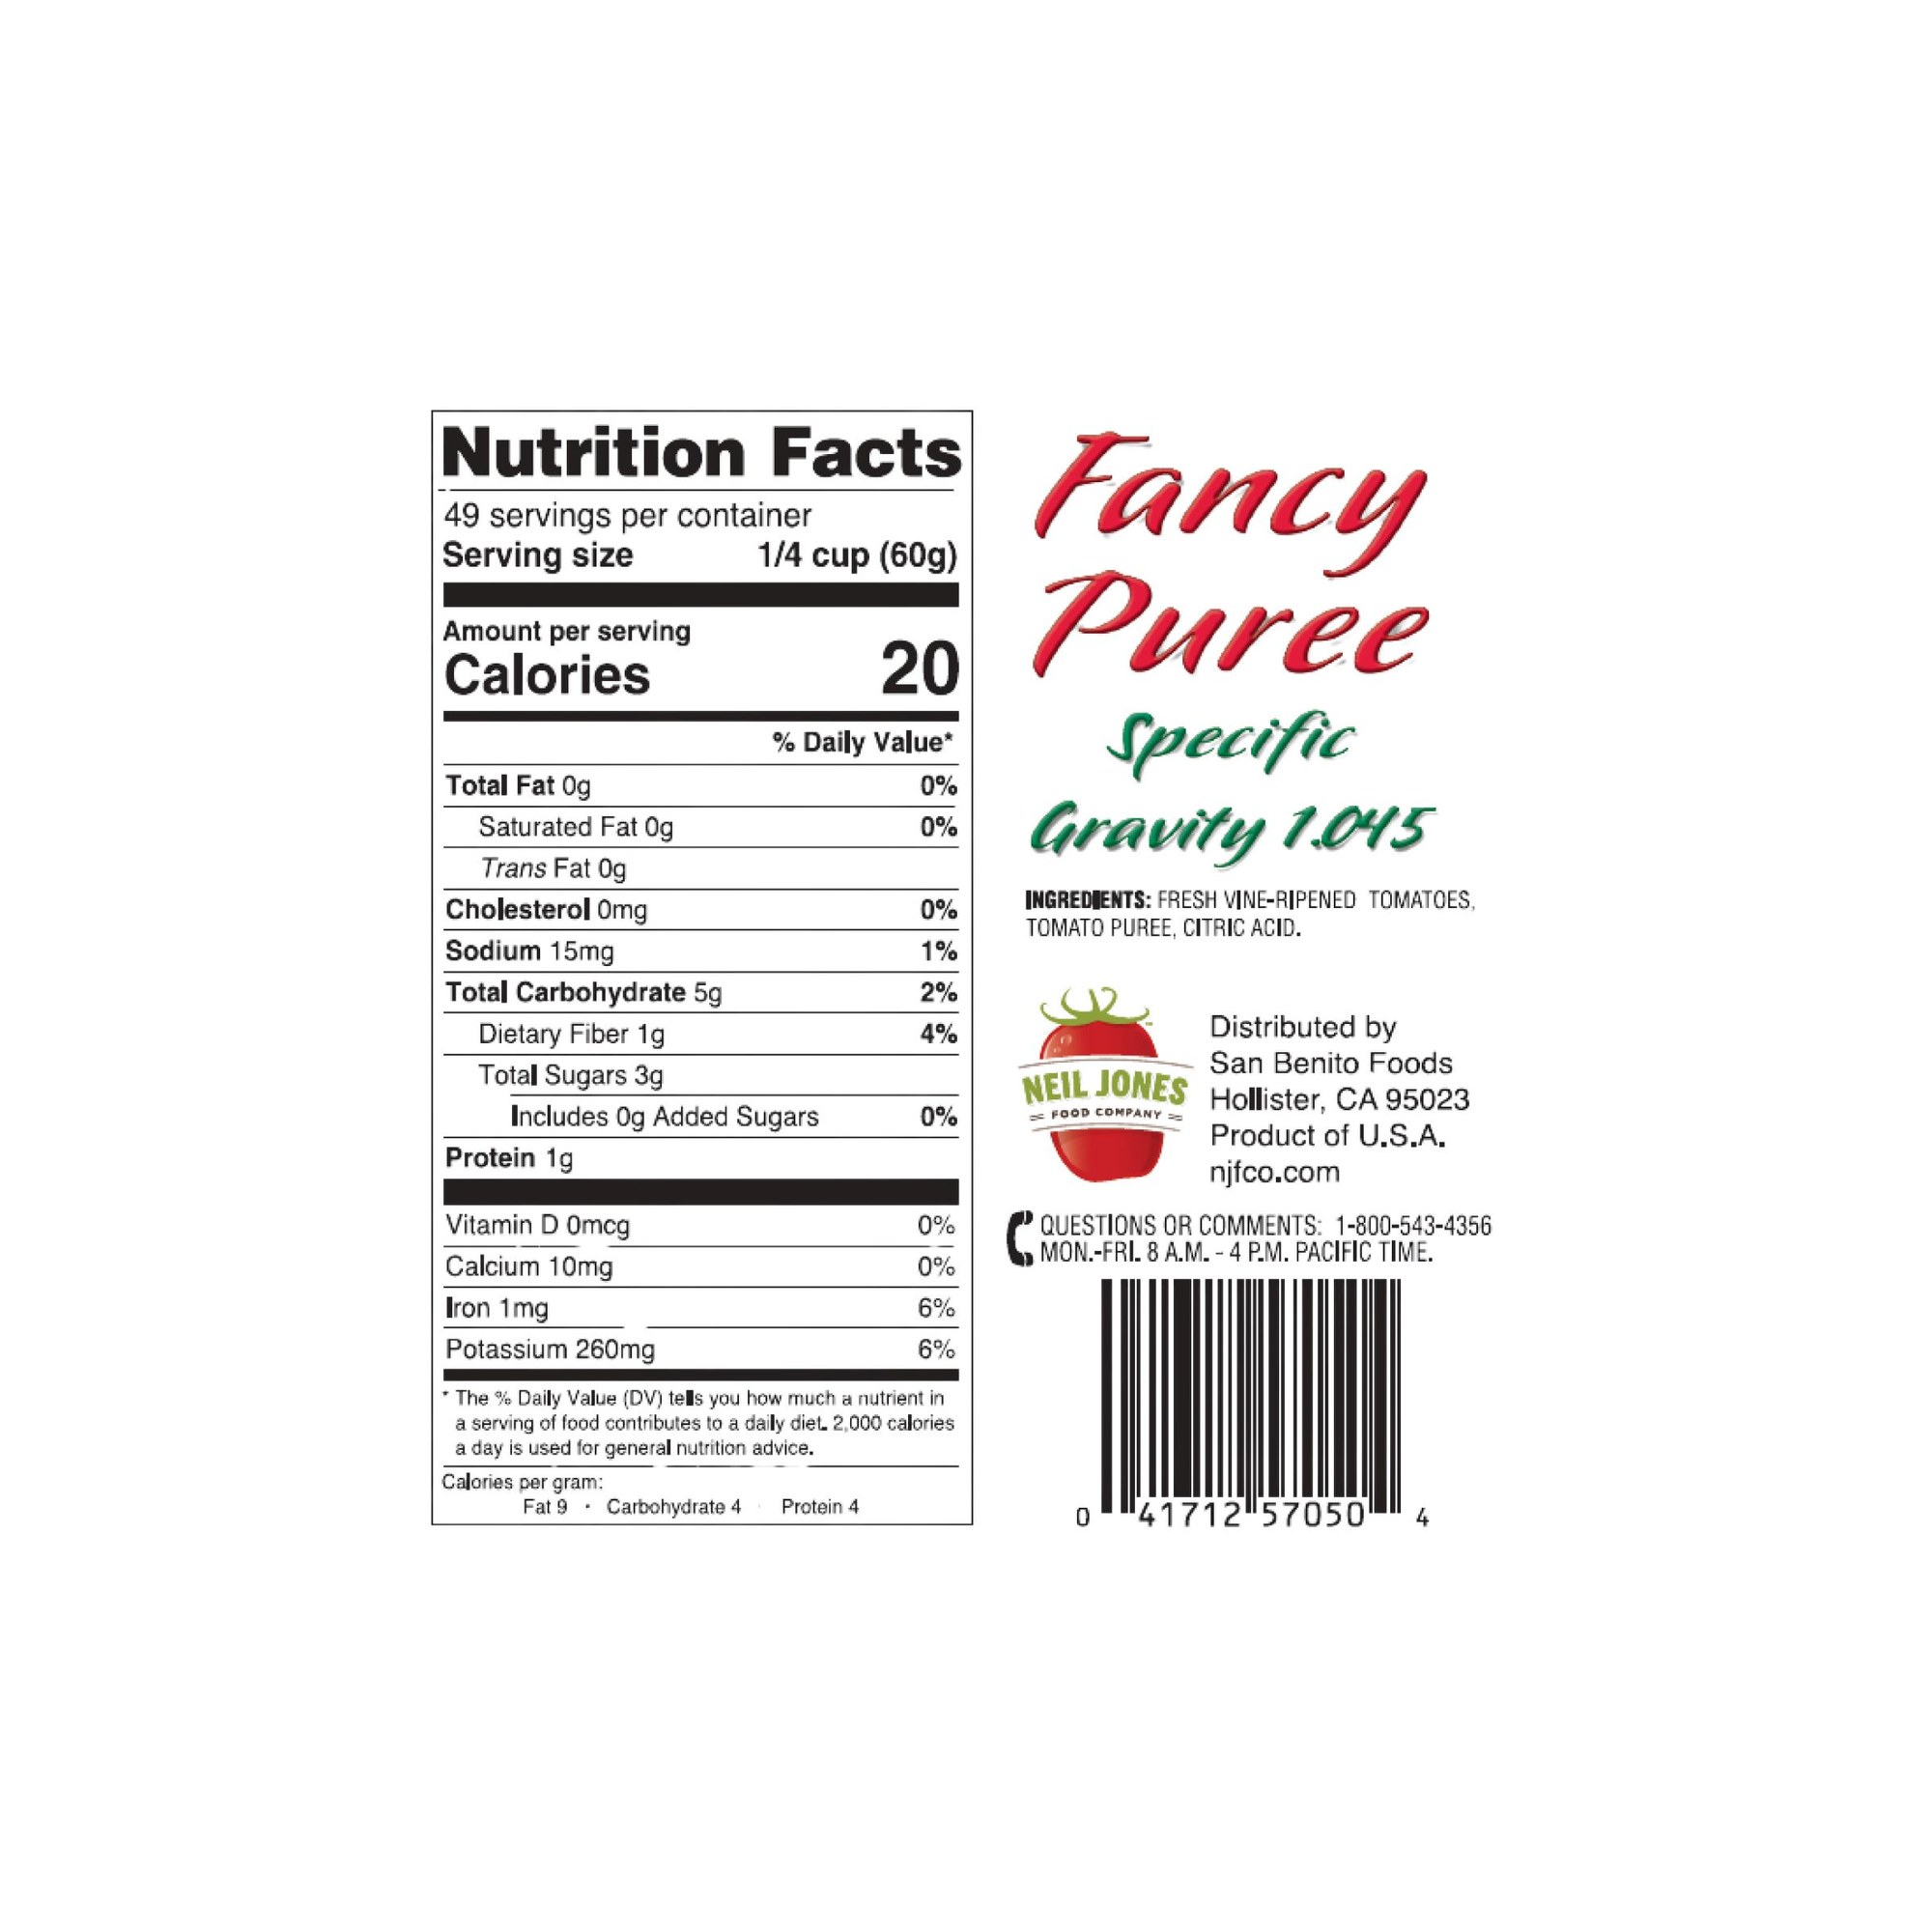 Nutrition Facts
49 servings per container
Serving size 1/4 cup (60g)
Amount per serving
Calories 20
% Daily Value*
Total Fat 0g 0%
Saturated Fat 0g 0%
Trans Fat 0g
Cholesterol 0mg 0%
Sodium 15mg 1%
Total Carbohydrate 5g 2%
Dietary Fiber 1g 4%
Total Sugars 3g
Includes 0g Added Sugars 0%
Protein 1g
Vitamin D 0mcg 0%
Calcium 10mg 0%
Iron 1mg 6%
Potassium 260mg 6%
* The % Daily Value (DV) tells you how much a nutrient in
a serving of food contributes to a daily diet. 2,000 calories
a day is used for general nutrition advice.
Calories per gram:
Fat 9 · Carbohydrate 4 · Protein 4
Fancy
Puree
Specific
Gravity 1.045
INGREDIENTS: FRESH VINE-RIPENED TOMATOES,
TOMATO PUREE, CITRIC ACID.
NEIL JONES
FOOD COMPANY
Distributed by
San Benito Foods
Hollister, CA 95023
Product of U.S.A.
njfco.com
QUESTIONS OR COMMENTS: 1-800-543-4356
MON.-FRI. 8 A.M. - 4 P.M. PACIFIC TIME.
0 41712 57050 4